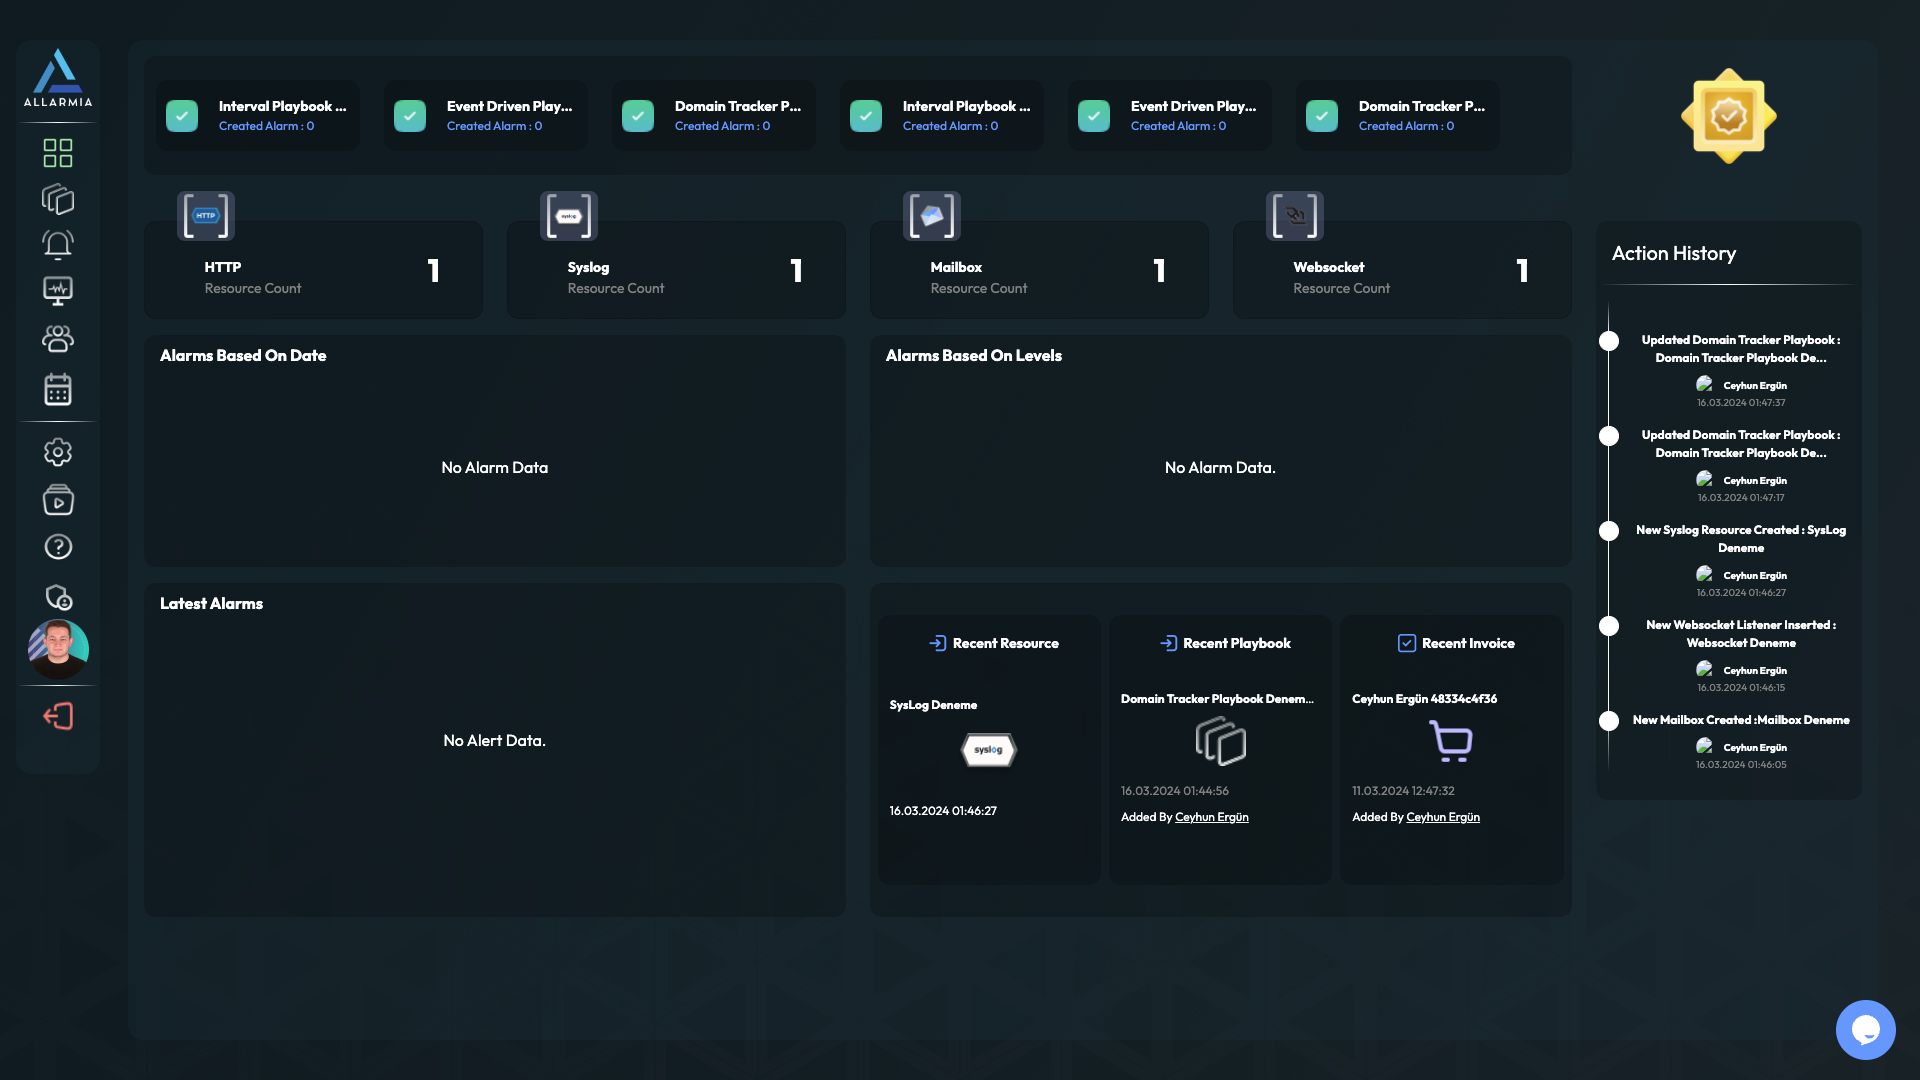 ALLARMIA
Interval Playbook ...
Created Alarm : 0
Event Driven Play...
Created Alarm : 0
Domain Tracker P...
Created Alarm : 0
Interval Playbook ...
Created Alarm : 0
Event Driven Play...
Created Alarm : 0
Domain Tracker P...
Created Alarm : 0
HTTP
HTTP
Resource Count
1
syslog
Syslog
Resource Count
1
Mailbox
Resource Count
1
Websocket
Resource Count
1
Alarms Based On Date
No Alarm Data
Alarms Based On Levels
No Alarm Data.
Latest Alarms
No Alert Data.
Recent Resource
SysLog Deneme
syslog
16.03.2024 01:46:27
Recent Playbook
Domain Tracker Playbook Denem...
16.03.2024 01:44:56
Added By Ceyhun Ergün
Recent Invoice
Ceyhun Ergün 48334c4f36
11.03.2024 12:47:32
Added By Ceyhun Ergün
Action History
Updated Domain Tracker Playbook :
Domain Tracker Playbook De...
Ceyhun Ergün
16.03.2024 01:47:37
Updated Domain Tracker Playbook :
Domain Tracker Playbook De...
Ceyhun Ergün
16.03.2024 01:47:17
New Syslog Resource Created : SysLog
Deneme
Ceyhun Ergün
16.03.2024 01:46:27
New Websocket Listener Inserted :
Websocket Deneme
Ceyhun Ergün
16.03.2024 01:46:15
New Mailbox Created :Mailbox Deneme
Ceyhun Ergün
16.03.2024 01:46:05